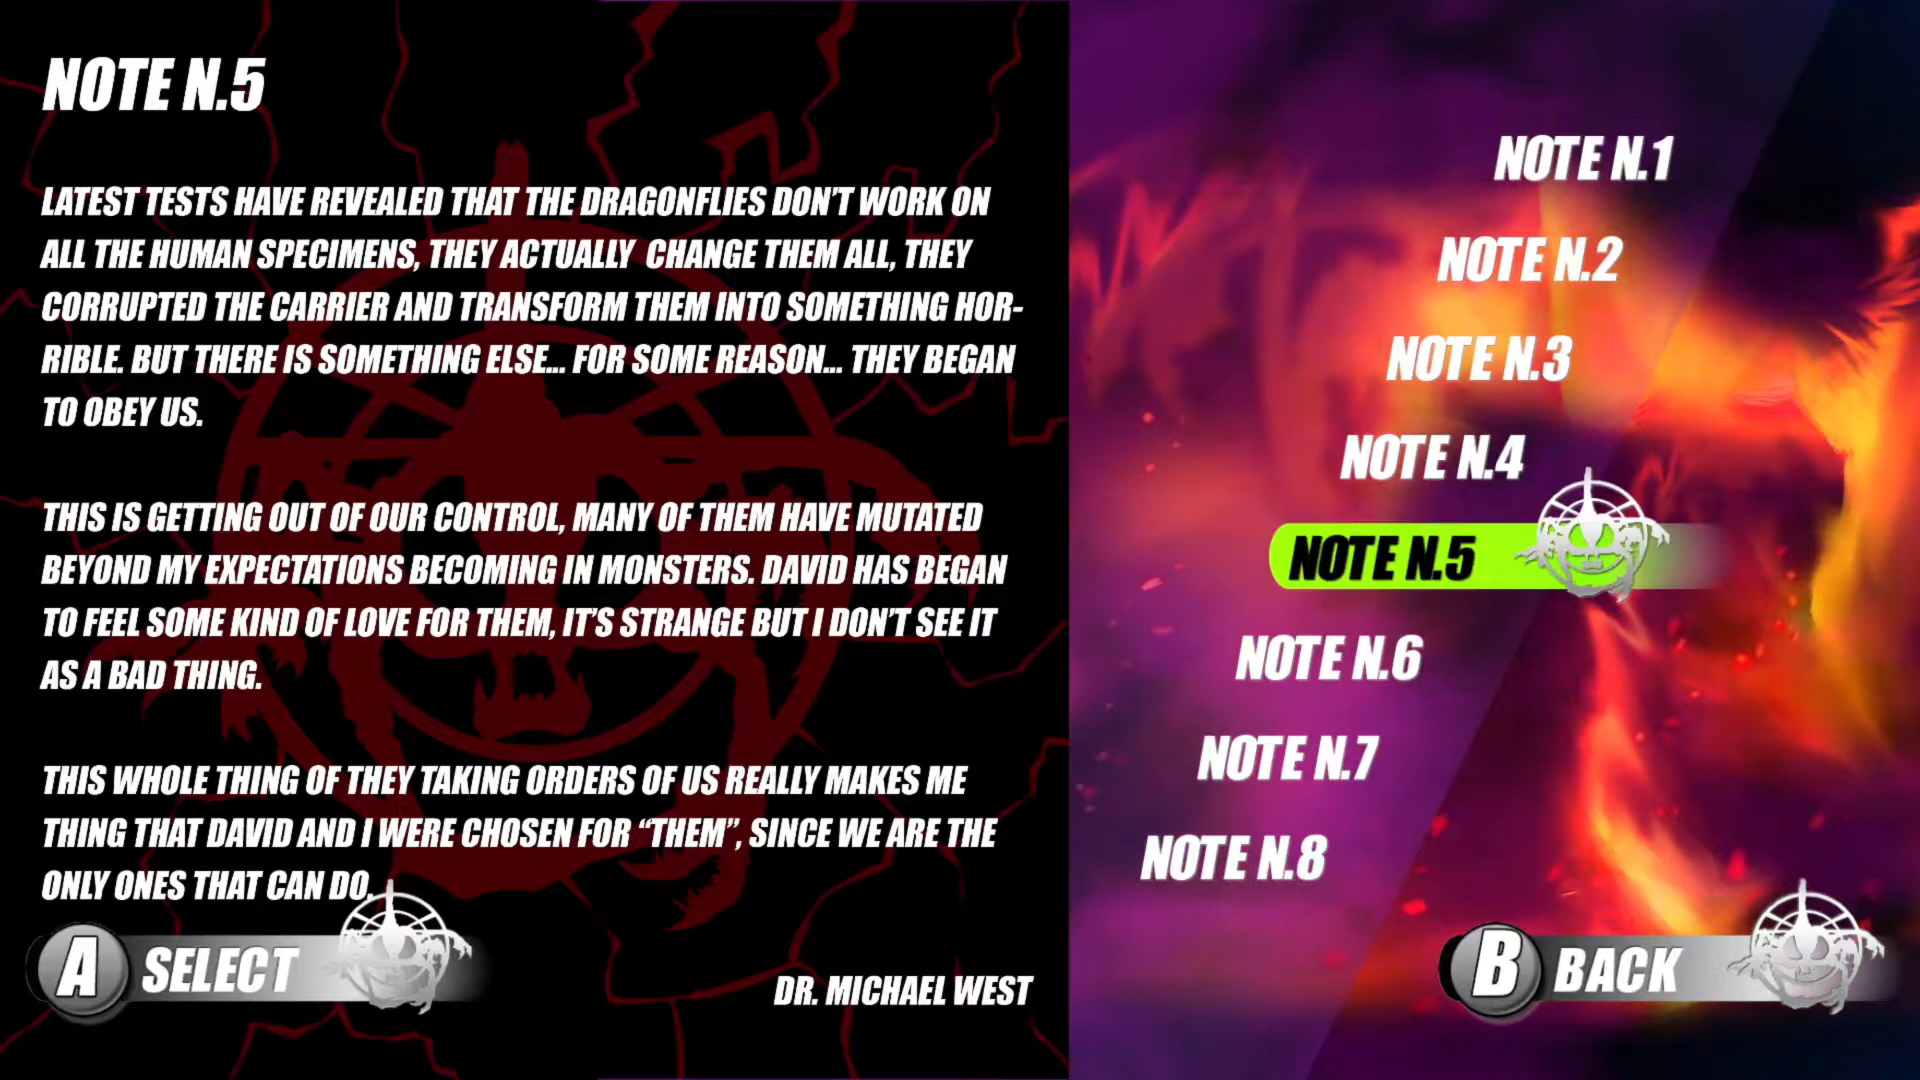 NOTE N.5
LATEST TESTS HAVE REVEALED THAT THE DRAGONFLIES DON'T WORK ON
ALL THE HUMAN SPECIMENS, THEY ACTUALLY CHANGE THEM ALL, THEY
CORRUPTED THE CARRIER AND TRANSFORM THEM INTO SOMETHING HOR-
RIBLE. BUT THERE IS SOMETHING ELSE... FOR SOME REASON... THEY BEGAN
TO OBEY US.
THIS IS GETTING OUT OF OUR CONTROL, MANY OF THEM HAVE MUTATED
BEYOND MY EXPECTATIONS BECOMING IN MONSTERS. DAVID HAS BEGAN
TO FEEL SOME KIND OF LOVE FOR THEM, IT'S STRANGE BUT I DON'T SEE IT
AS A BAD THING.
THIS WHOLE THING OF THEY TAKING ORDERS OF US REALLY MAKES ME
THING THAT DAVID AND I WERE CHOSEN FOR “THEM”, SINCE WE ARE THE
ONLY ONES THAT CAN DO.
DR. MICHAEL WEST
A SELECT
NOTE N.1
NOTE N.2
NOTE N.3
NOTE N.4
NOTE N.5
NOTE N.6
NOTE N.7
NOTE N.8
B BACK